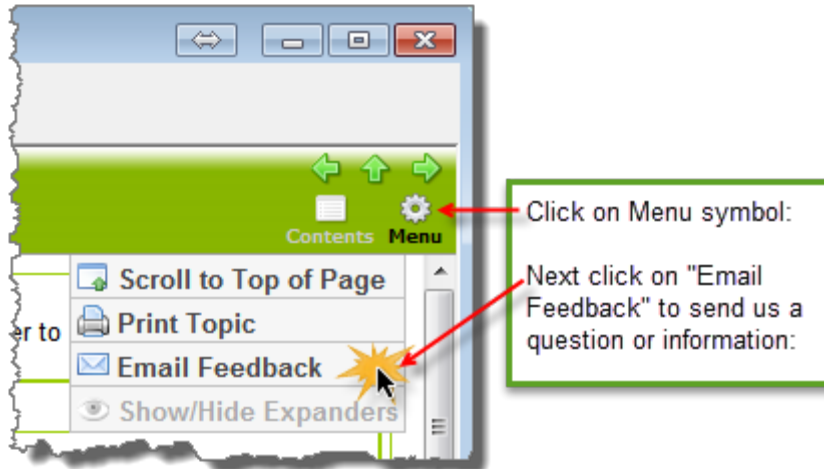 Contents Menu
Scroll to Top of Page
er to
Print Topic
Email Feedback
Show/Hide Expanders
Click on Menu symbol:
Next click on "Email
Feedback" to send us a
question or information: